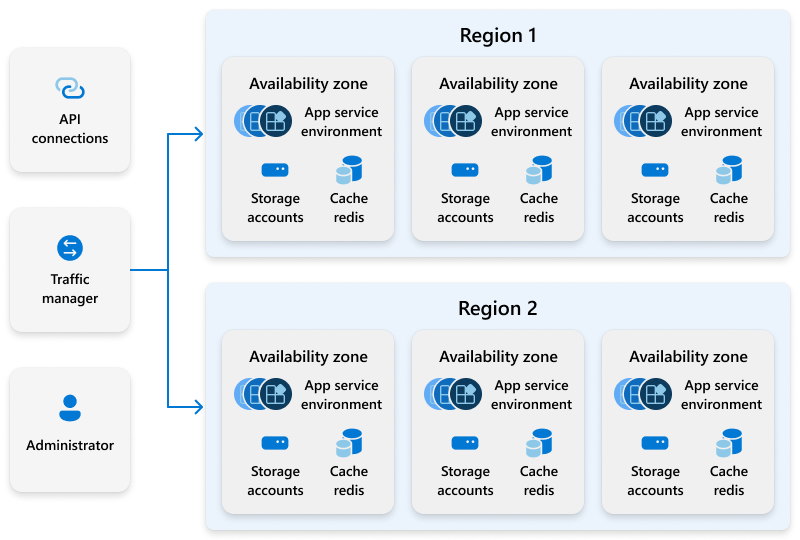 API
connections
Traffic
manager
Administrator
Region 1
Availability zone
App service
environment
Storage
accounts
Cache
redis
Availability zone
App service
environment
Storage
accounts
Cache
redis
Availability zone
App service
environment
Storage
accounts
Cache
redis
Region 2
Availability zone
App service
environment
Storage
accounts
Cache
redis
Availability zone
App service
environment
Storage
accounts
Cache
redis
Availability zone
App service
environment
Storage
accounts
Cache
redis